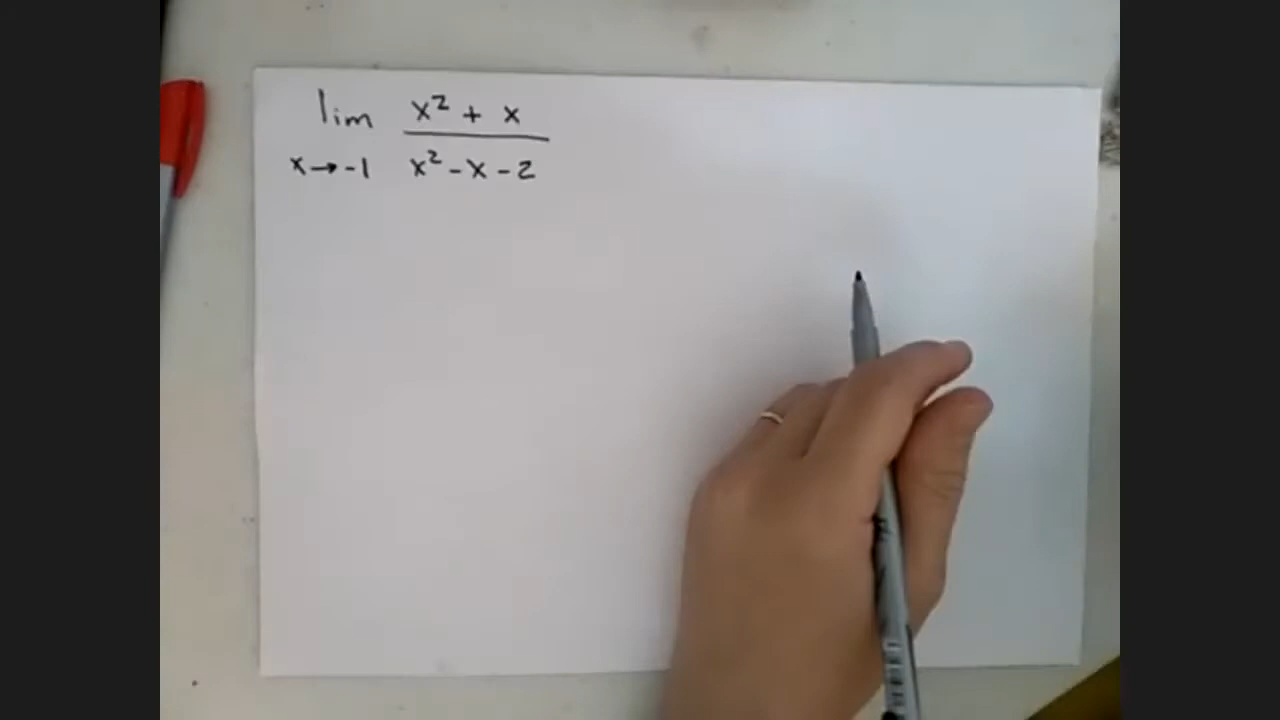 lim x² + x
x→-1 x²-x-2